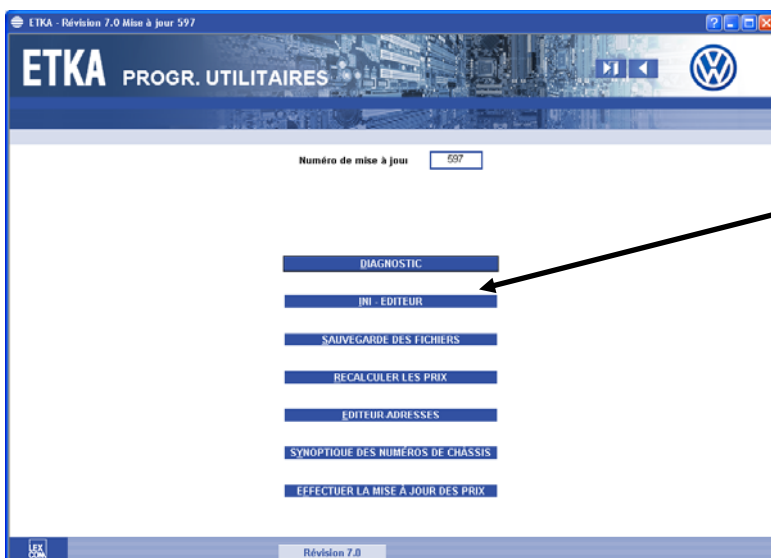 ETKA - Révision 7.0 Mise à jour 597
ETKA PROGR. UTILITAIRES
Numéro de mise à jour 597
DIAGNOSTIC
INI - EDITEUR
SAUVEGARDE DES FICHIERS
RECALCULER LES PRIX
EDITEUR ADRESSES
SYNOPTIQUE DES NUMÉROS DE CHÂSSIS
EFFECTUER LA MISE À JOUR DES PRIX
LEX COM
Révision 7.0